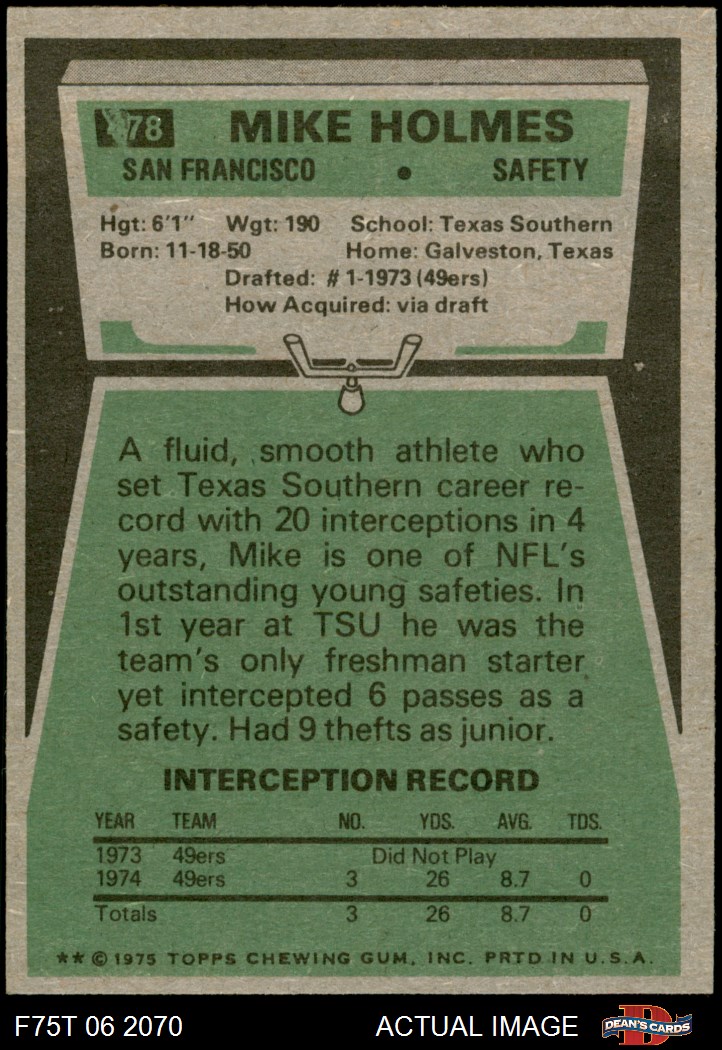 78 MIKE HOLMES
SAN FRANCISCO • SAFETY
Hgt: 6'1" Wgt: 190 School: Texas Southern
Born: 11-18-50 Home: Galveston, Texas
Drafted: #1-1973 (49ers)
How Acquired: via draft
A fluid, smooth athlete who
set Texas Southern career re-
cord with 20 interceptions in 4
years, Mike is one of NFL's
outstanding young safeties. In
1st year at TSU he was the
team's only freshman starter
yet intercepted 6 passes as a
safety. Had 9 thefts as junior.
INTERCEPTION RECORD
YEAR TEAM NO. YDS. AVG. TDS.
1973 49ers Did Not Play
1974 49ers 3 26 8.7 0
Totals 3 26 8.7 0
** © 1975 TOPPS CHEWING GUM, INC. PRTD IN U.S.A.
F75T 06 2070 ACTUAL IMAGE D DEAN'S CARDS